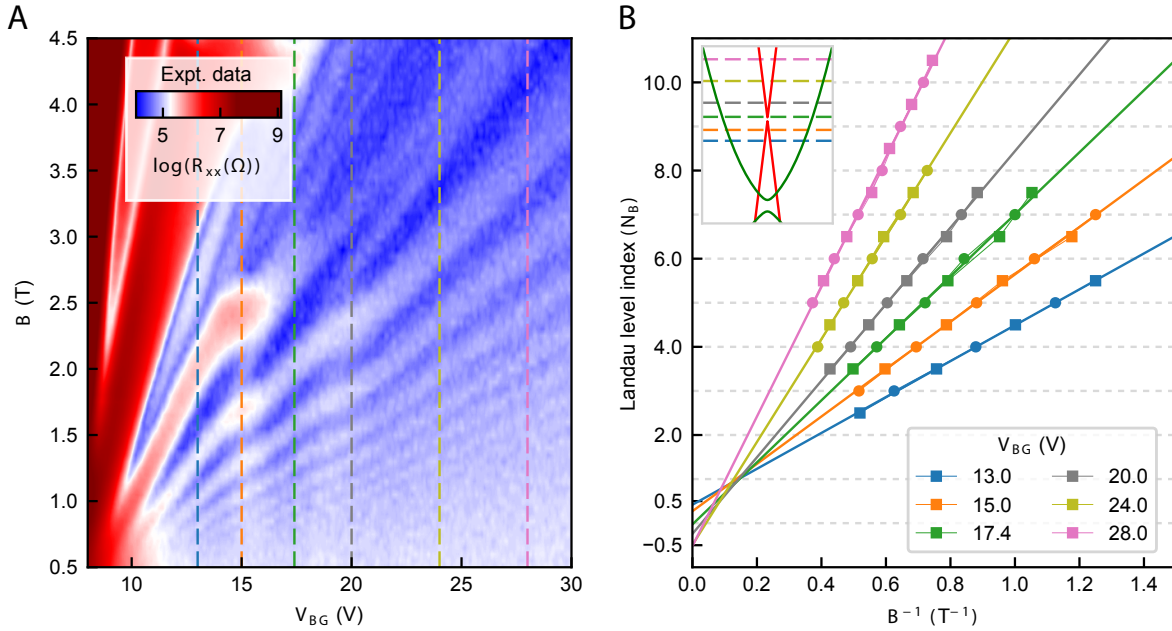 A
B
4.5
4.0
3.5
3.0
2.5
2.0
1.5
1.0
0.5
B (T)
Expt. data
5 7 9
log(R_xx(Ω))
10 15 20 25 30
V_BG (V)
10.0
8.0
6.0
4.0
2.0
0.5
−0.5
Landau level index (N_B)
V_BG (V)
13.0 20.0
15.0 24.0
17.4 28.0
0.0 0.2 0.4 0.6 0.8 1.0 1.2 1.4
B⁻¹ (T⁻¹)